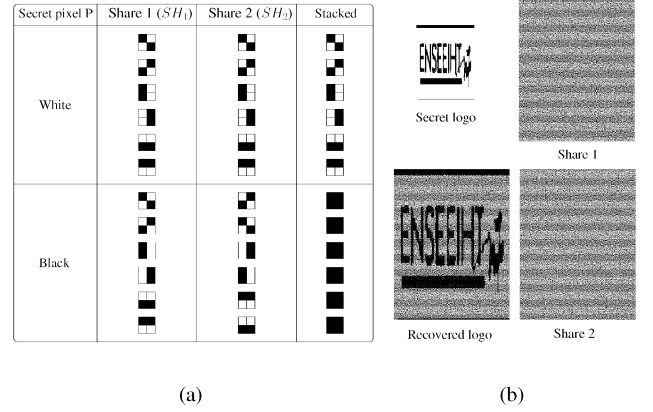 Secret pixel P Share 1 (SH₁) Share 2 (SH₂) Stacked
White
Black
(a)
ENSEEIHT
Secret logo
Share 1
ENSEEIHT
Recovered logo
Share 2
(b)